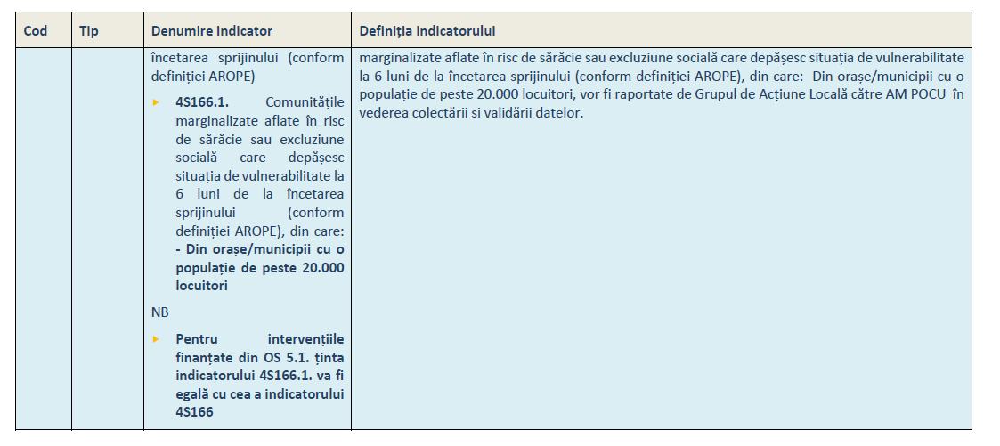 Cod
Tip
Denumire indicator
Definiția indicatorului
încetarea sprijinului (conform
definiției AROPE)
4S166.1. Comunitățile
marginalizate aflate în risc
de sărăcie sau excluziune
socială care depășesc
situația de vulnerabilitate la
6 luni de la încetarea
sprijinului (conform
definiției AROPE), din care:
- Din orașe/municipii cu o
populație de peste 20.000
locuitori
NB
Pentru intervențiile
finanțate din OS 5.1. ținta
indicatorului 4S166.1. va fi
egală cu cea a indicatorului
4S166
marginalizate aflate în risc de sărăcie sau excluziune socială care depășesc situația de vulnerabilitate
la 6 luni de la încetarea sprijinului (conform definiției AROPE), din care: Din orașe/municipii cu o
populație de peste 20.000 locuitori, vor fi raportate de Grupul de Acțiune Locală către AM POCU în
vederea colectării si validării datelor.